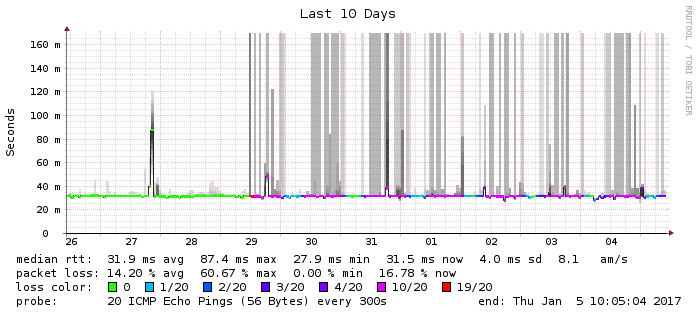 Last 10 Days
RRDTOOL / TOBI OETIKER
Seconds
160 m
140 m
120 m
100 m
80 m
60 m
40 m
20 m
0
26 27 28 29 30 31 01 02 03 04
median rtt: 31.9 ms avg 87.4 ms max 27.9 ms min 31.5 ms now 4.0 ms sd 8.1 am/s
packet loss: 14.20 % avg 60.67 % max 0.00 % min 16.78 % now
loss color: 0 1/20 2/20 3/20 4/20 10/20 19/20
probe: 20 ICMP Echo Pings (56 Bytes) every 300s end: Thu Jan 5 10:05:04 2017